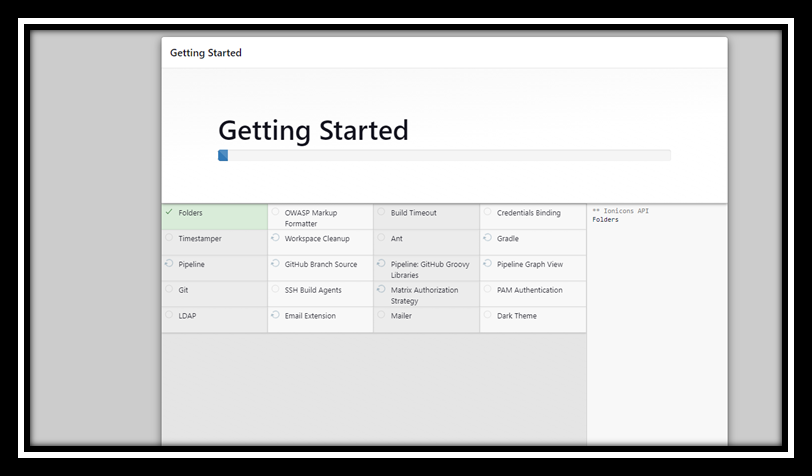 Getting Started
Getting Started
Folders
OWASP Markup
Formatter
Build Timeout
Credentials Binding
** Ionicons API
Folders
Timestamper
Workspace Cleanup
Ant
Gradle
Pipeline
GitHub Branch Source
Pipeline: GitHub Groovy
Libraries
Pipeline Graph View
Git
SSH Build Agents
Matrix Authorization
Strategy
PAM Authentication
LDAP
Email Extension
Mailer
Dark Theme